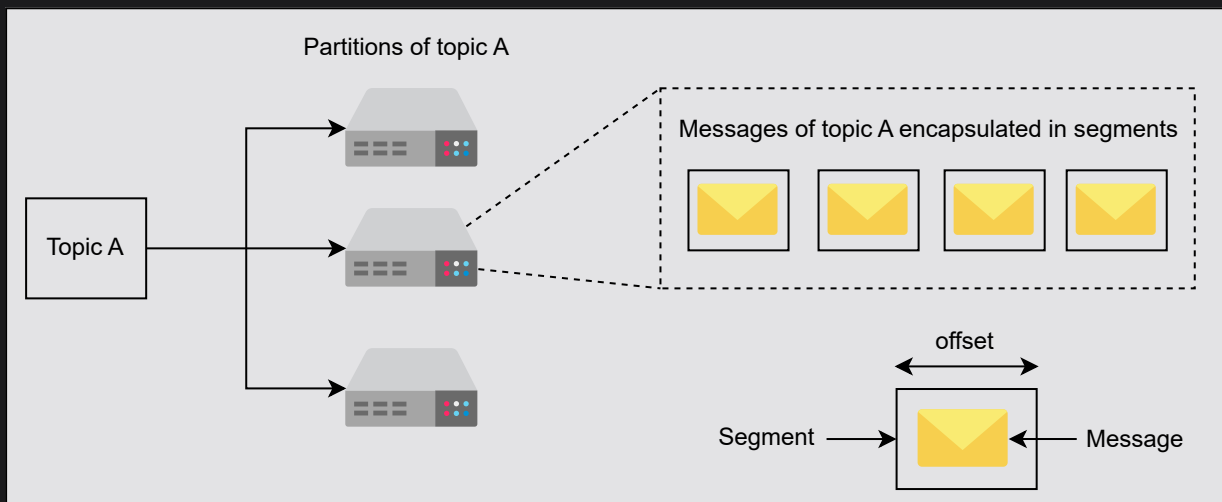 Partitions of topic A
Messages of topic A encapsulated in segments
Topic A
offset
Segment
Message